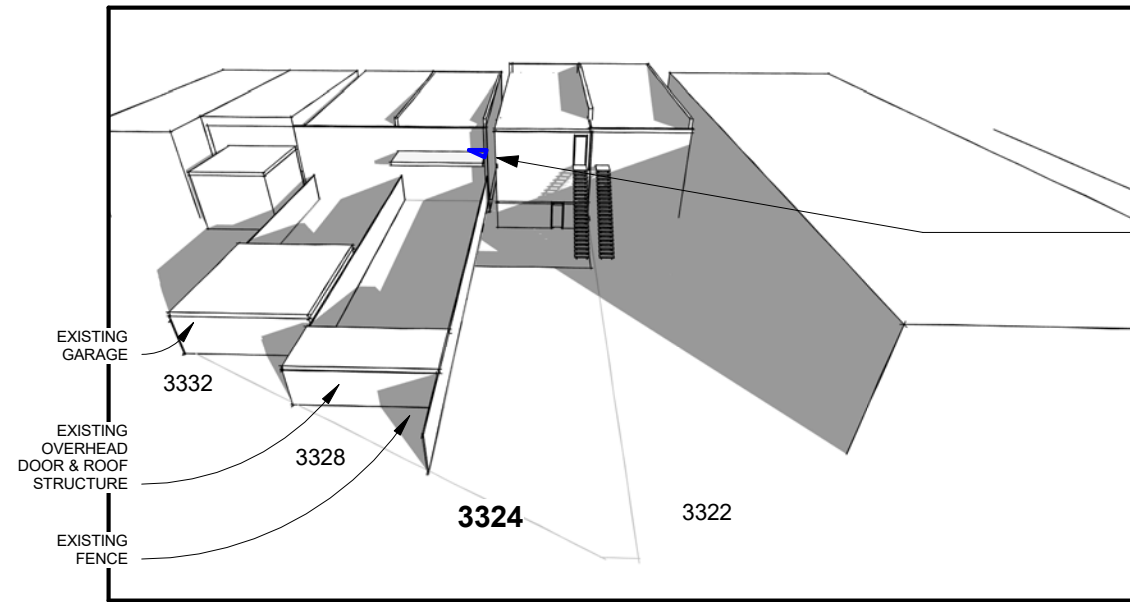 EXISTING
GARAGE
3332
EXISTING
OVERHEAD
DOOR & ROOF
STRUCTURE
3328
3324
3322
EXISTING
FENCE